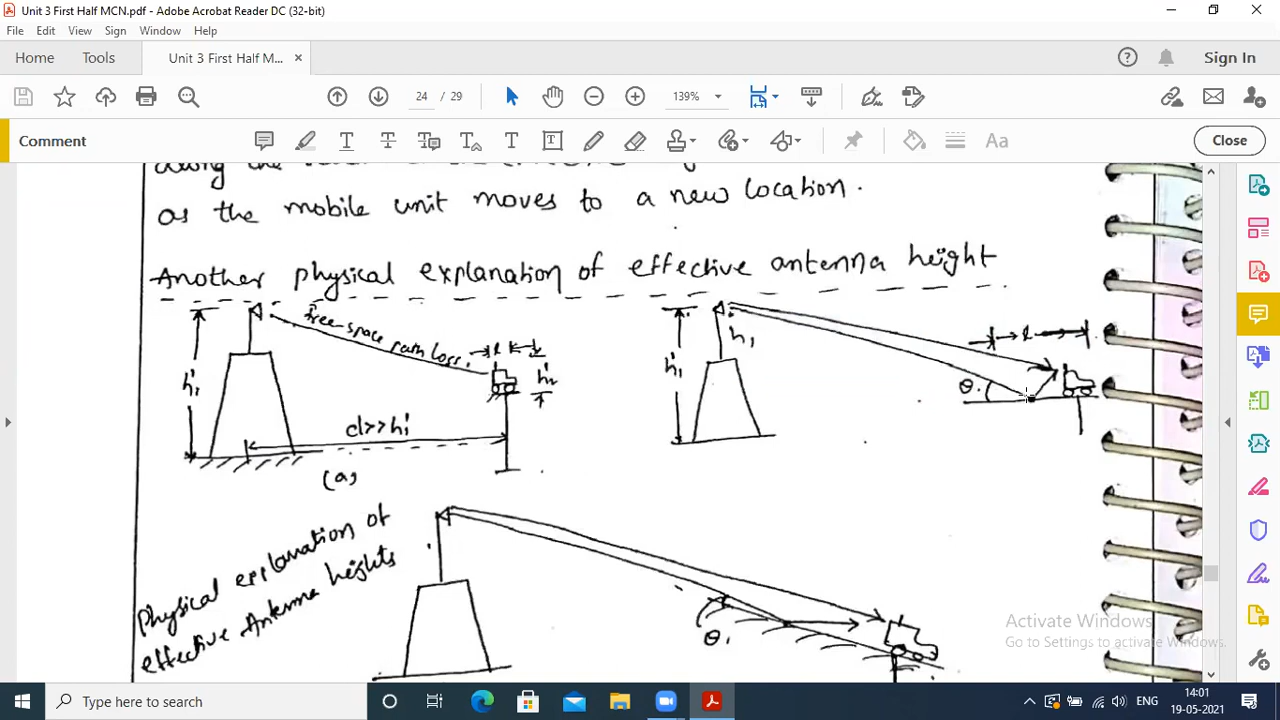 Unit 3 First Half MCN.pdf - Adobe Acrobat Reader DC (32-bit)
File Edit View Sign Window Help
Home Tools Unit 3 First Half M... × Sign In
24 / 29 139%
Comment Close
along the
as the mobile unit moves to a new location.
Another physical explanation of effective antenna height
free space path loss
h1'
l
h2'
d>>h1'
(a)
h1
h1'
l
θ.
Physical explanation of
effective Antenna heights
θ.
Activate Windows
Go to Settings to activate Windows.
Type here to search
ENG
14:01
19-05-2021